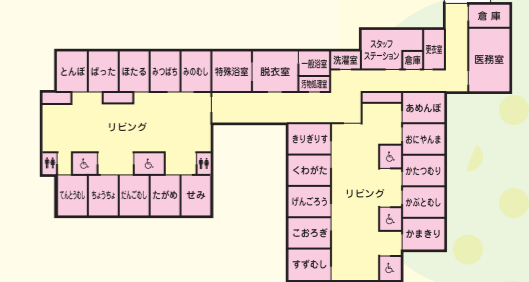 倉庫
スタッフ
ステーション
更衣室
倉庫
医務室
とんぼ
ばった
ほたる
みつばち
みのむし
特殊浴室
脱衣室
一般浴室
汚物処理室
洗濯室
リビング
てんとうむし
ちょうちょ
だんごむし
たがめ
せみ
きりぎりす
くわがた
げんごろう
こおろぎ
すずむし
リビング
あめんぼ
おにやんま
かたつむり
かぶとむし
かまきり